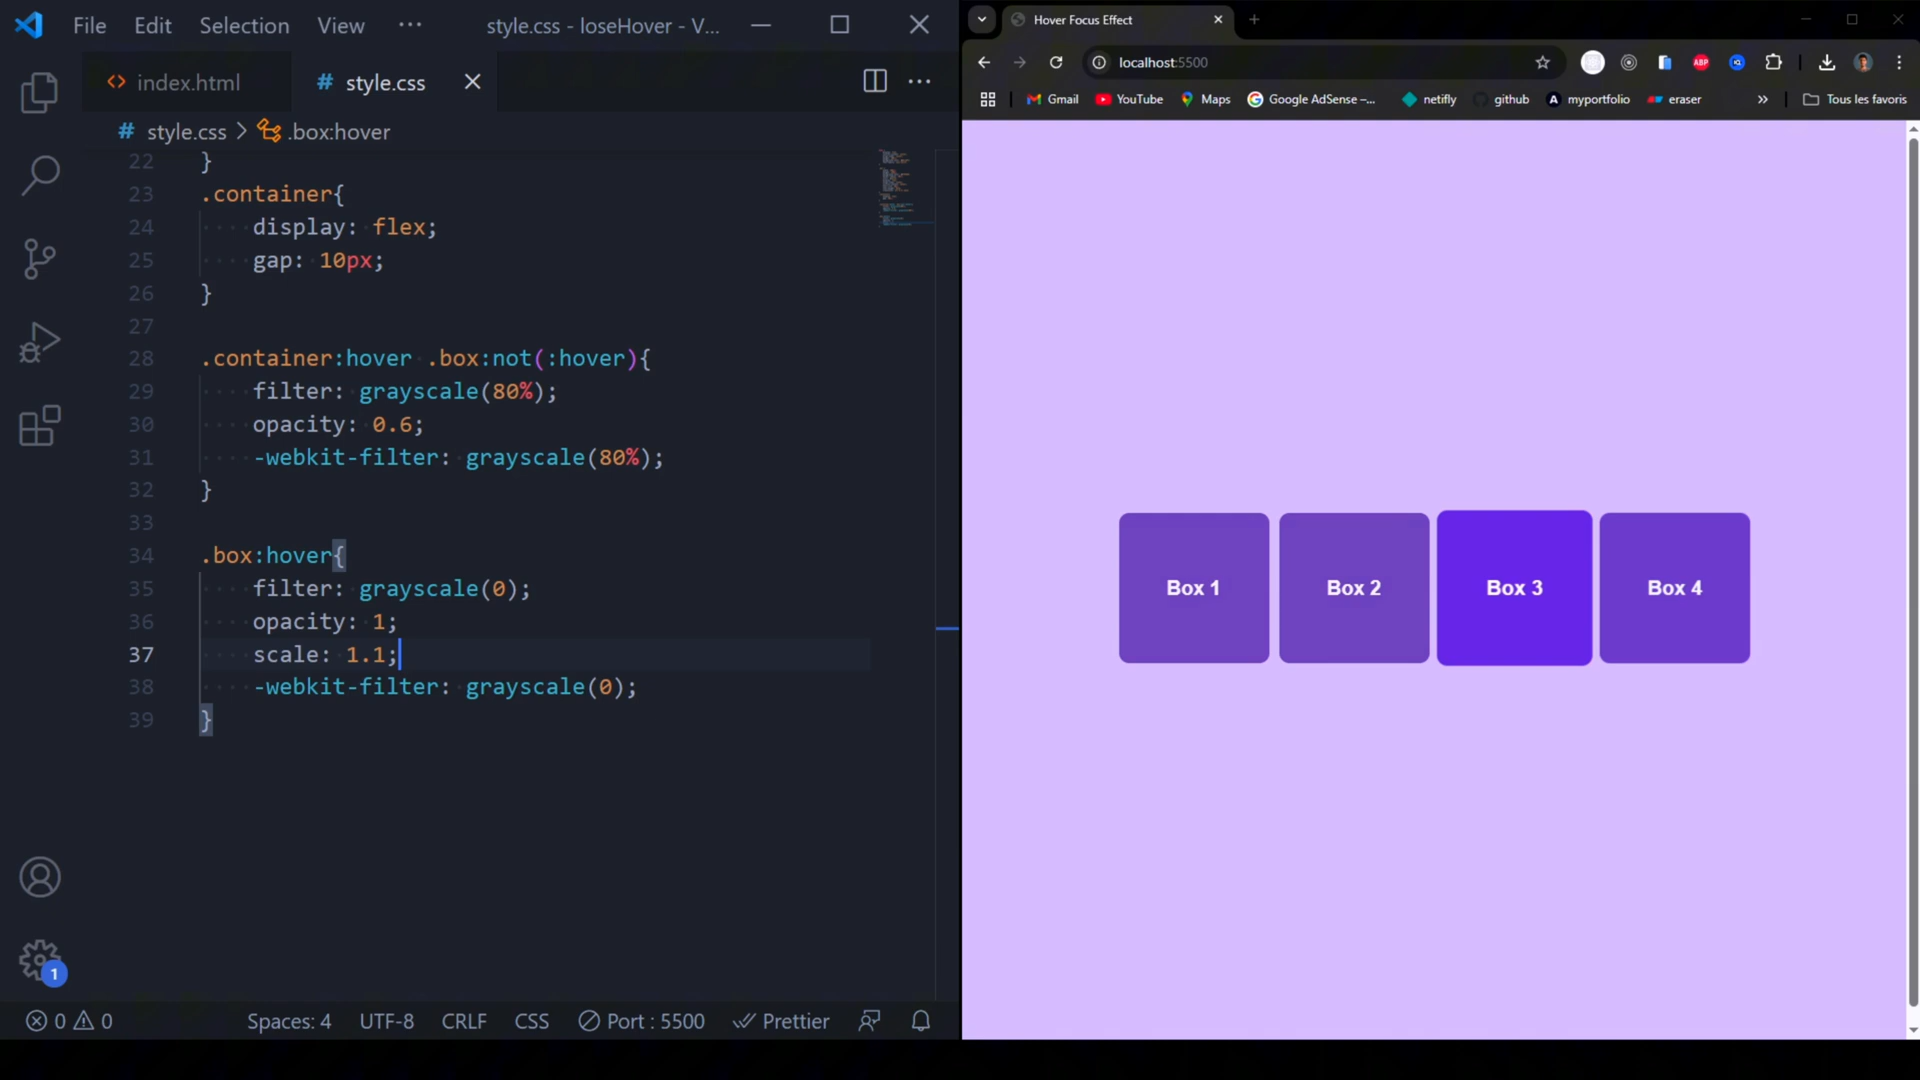 File Edit Selection View ··· style.css - loseHover - V...
<> index.html # style.css
# style.css > .box:hover
22 }
23 .container{
24 display: flex;
25 gap: 10px;
26 }
27
28 .container:hover .box:not(:hover){
29 filter: grayscale(80%);
30 opacity: 0.6;
31 -webkit-filter: grayscale(80%);
32 }
33
34 .box:hover{
35 filter: grayscale(0);
36 opacity: 1;
37 scale: 1.1;
38 -webkit-filter: grayscale(0);
39 }
1
0 0 Spaces: 4 UTF-8 CRLF CSS Port : 5500 Prettier
Hover Focus Effect
localhost:5500
ABP
Gmail YouTube Maps Google AdSense –... netifly github myportfolio eraser » Tous les favoris
Box 1 Box 2 Box 3 Box 4